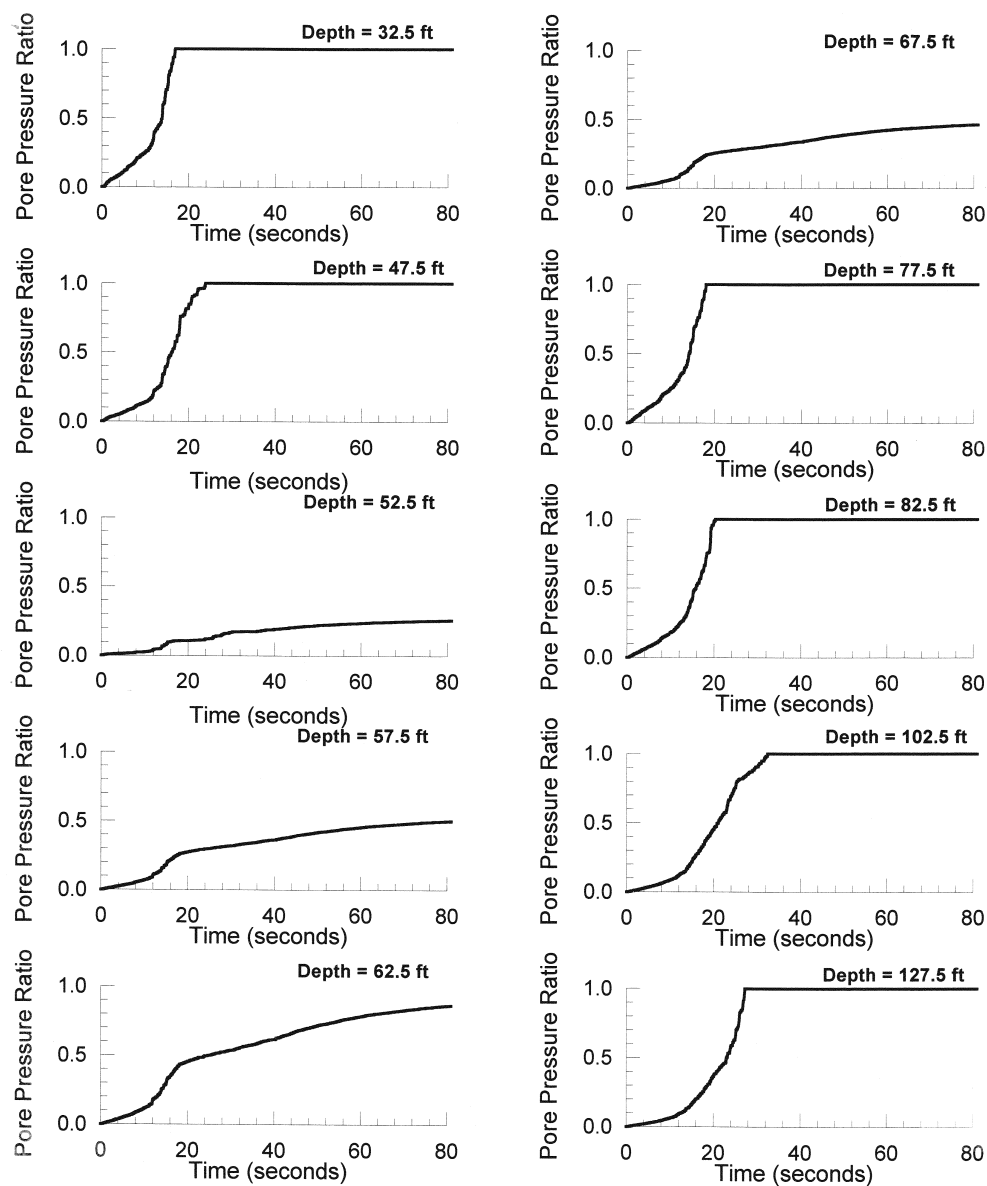 Depth = 32.5 ft
Pore Pressure Ratio
1.0
0.5
0.0
0 20 40 60 80
Time (seconds)
Depth = 47.5 ft
Pore Pressure Ratio
1.0
0.5
0.0
0 20 40 60 80
Time (seconds)
Depth = 52.5 ft
Pore Pressure Ratio
1.0
0.5
0.0
0 20 40 60 80
Time (seconds)
Depth = 57.5 ft
Pore Pressure Ratio
1.0
0.5
0.0
0 20 40 60 80
Time (seconds)
Depth = 62.5 ft
Pore Pressure Ratio
1.0
0.5
0.0
0 20 40 60 80
Time (seconds)
Depth = 67.5 ft
Pore Pressure Ratio
1.0
0.5
0.0
0 20 40 60 80
Time (seconds)
Depth = 77.5 ft
Pore Pressure Ratio
1.0
0.5
0.0
0 20 40 60 80
Time (seconds)
Depth = 82.5 ft
Pore Pressure Ratio
1.0
0.5
0.0
0 20 40 60 80
Time (seconds)
Depth = 102.5 ft
Pore Pressure Ratio
1.0
0.5
0.0
0 20 40 60 80
Time (seconds)
Depth = 127.5 ft
Pore Pressure Ratio
1.0
0.5
0.0
0 20 40 60 80
Time (seconds)